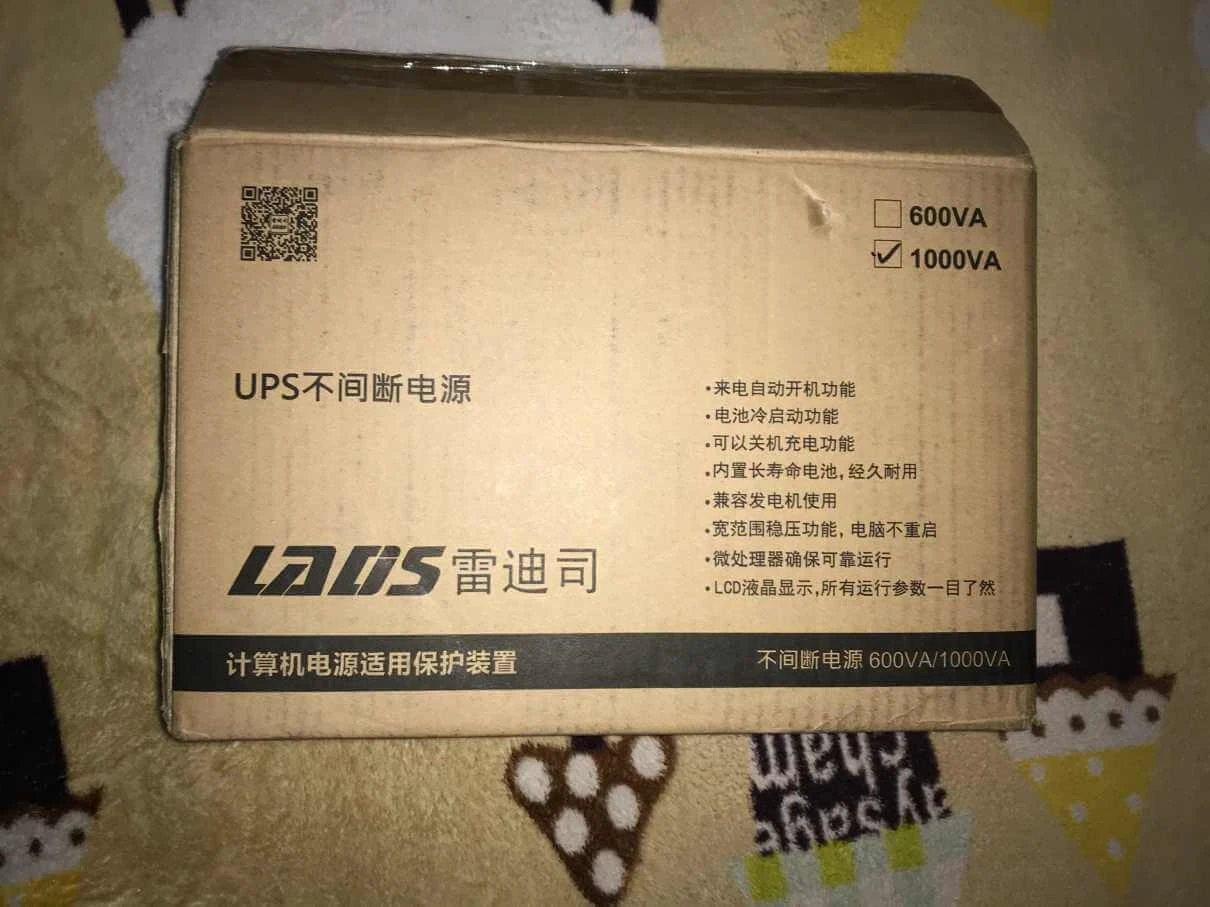 600VA
1000VA
UPS不间断电源
·来电自动开机功能
·电池冷启动功能
·可以关机充电功能
·内置长寿命电池,经久耐用
·兼容发电机使用
·宽范围稳压功能,电脑不重启
·微处理器确保可靠运行
·LCD液晶显示,所有运行参数一目了然
LADS雷迪司
计算机电源适用保护装置
不间断电源 600VA/1000VA
cham
aysage